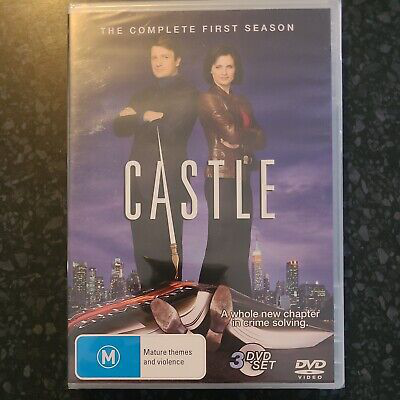 THE COMPLETE FIRST SEASON
CASTLE
A whole new chapter
in crime solving.
M
Mature themes
and violence
3 DVD
SET
DVD
VIDEO